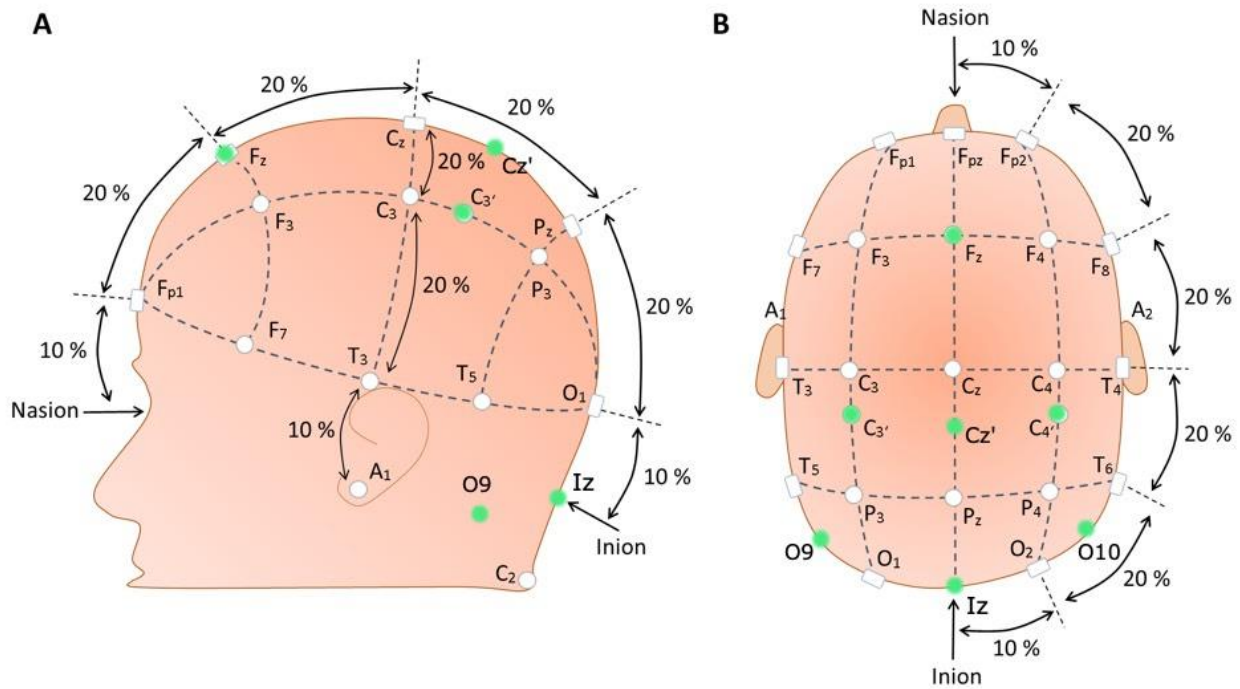 A
20 %
20 %
Fz
Cz
20 %
Cz'
20 %
F3
C3
C3′
Pz
Fp1
20 %
P3
20 %
10 %
F7
T3
T5
O1
Nasion
10 %
A1
O9
Iz
10 %
Inion
C2
B
Nasion
10 %
Fp1
Fpz
Fp2
20 %
F7
F3
Fz
F4
F8
A1
A2
20 %
T3
C3
Cz
C4
T4
C3′
Cz'
C4′
20 %
T5
T6
P3
Pz
P4
O9
O1
O2
O10
20 %
Iz
10 %
Inion